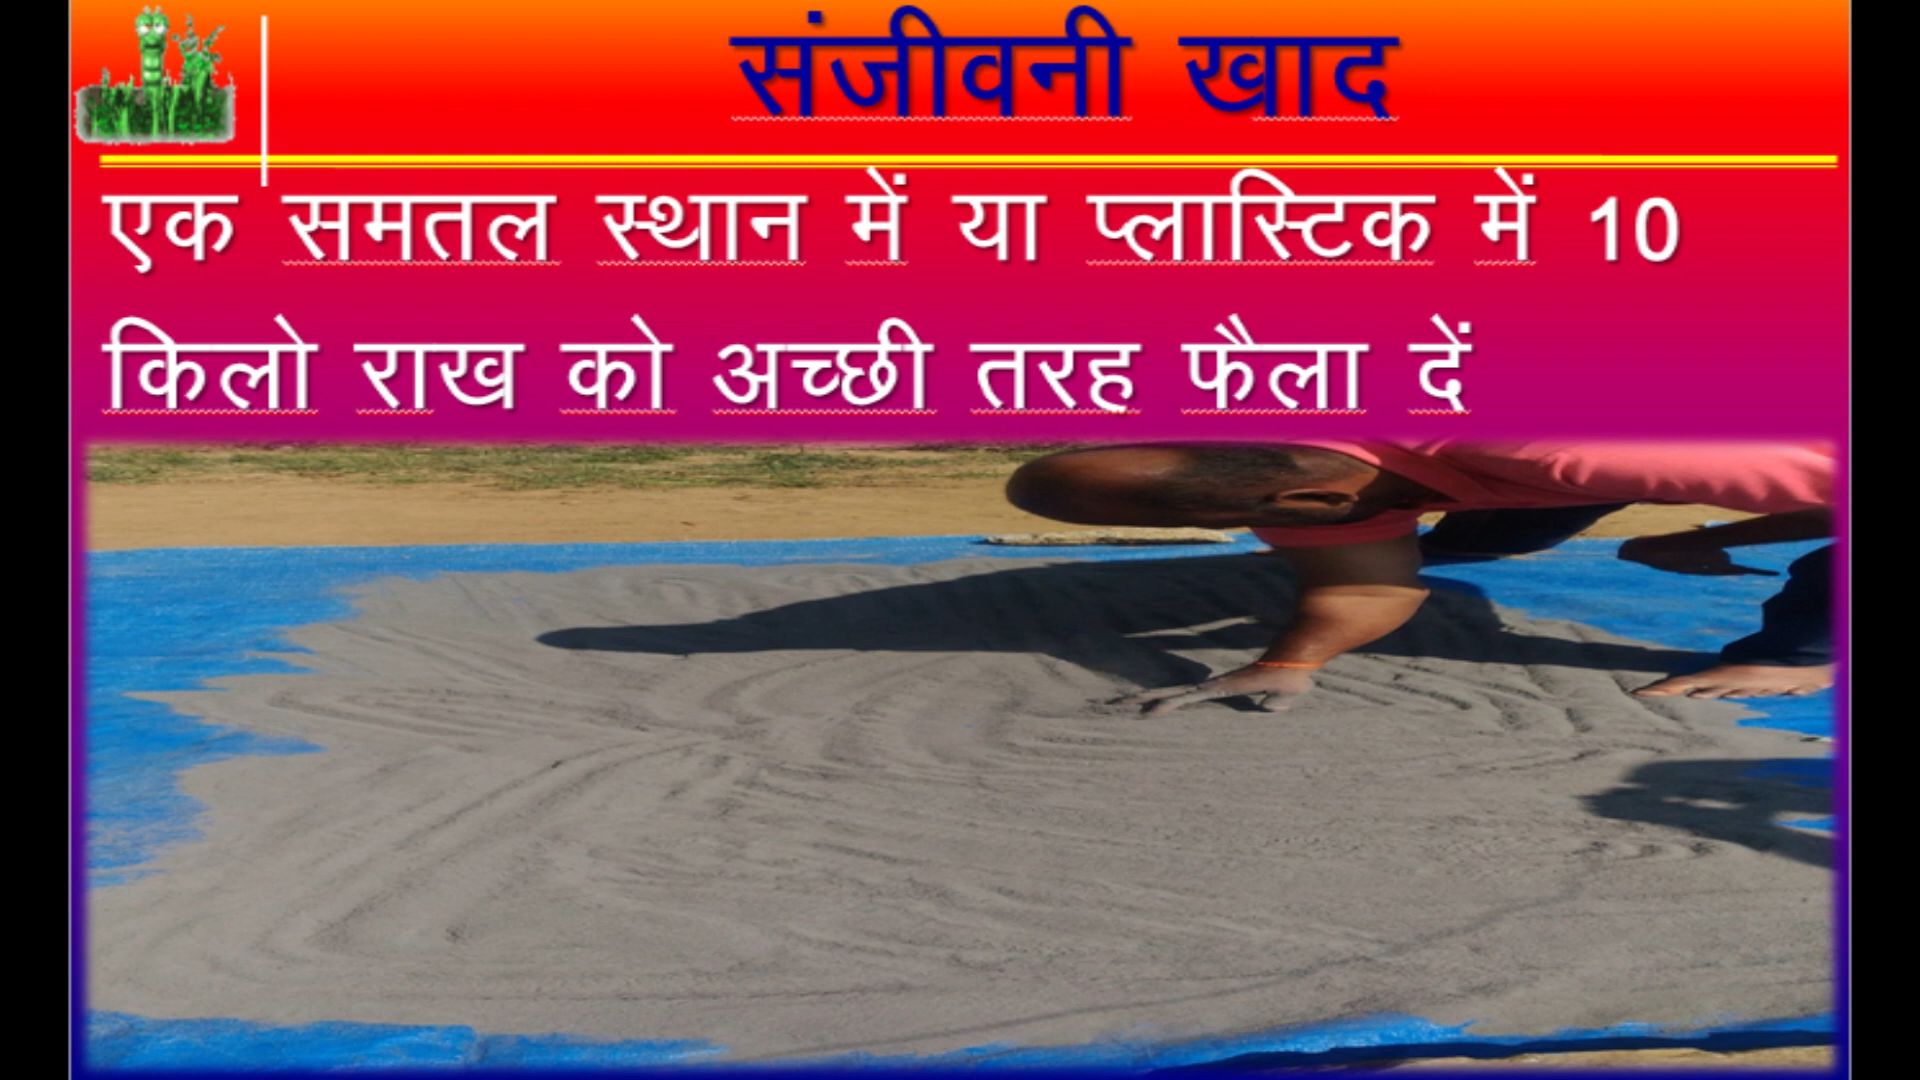 संजीवनी खाद
एक समतल स्थान में या प्लास्टिक में 10
किलो राख को अच्छी तरह फैला दें